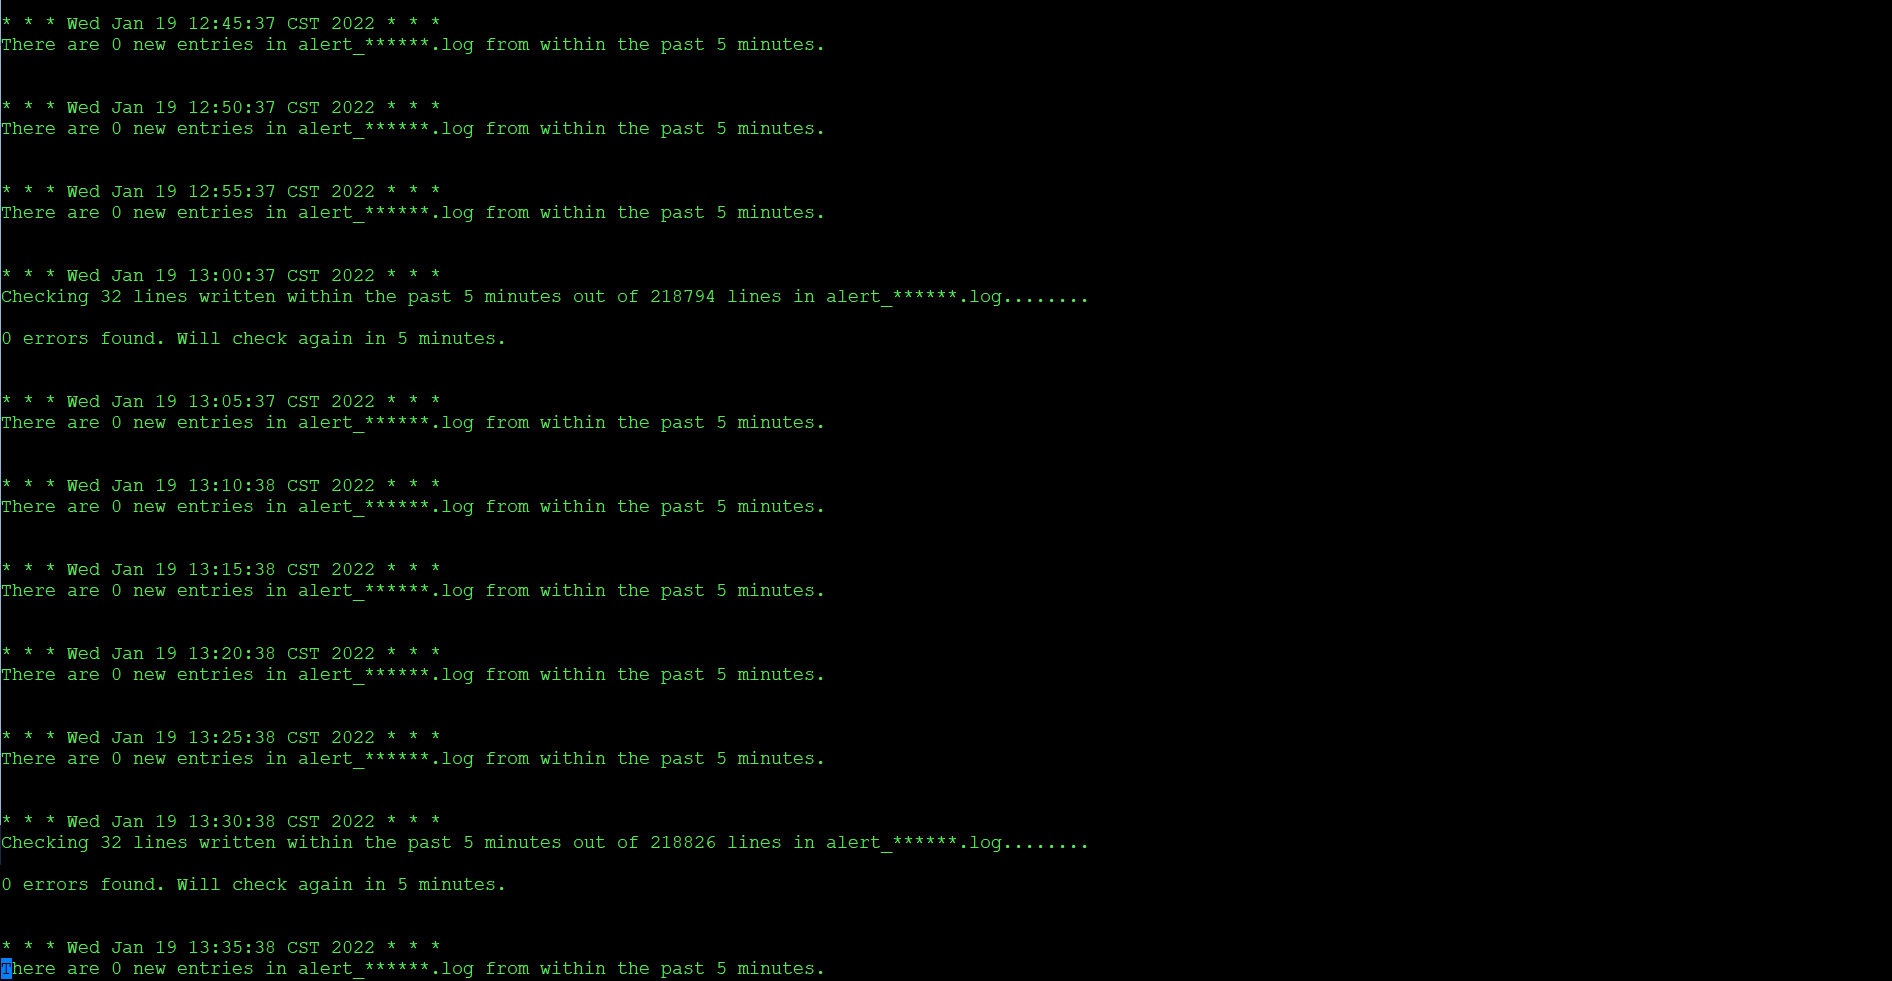 * * * Wed Jan 19 12:45:37 CST 2022 * * *
There are 0 new entries in alert_******.log from within the past 5 minutes.
* * * Wed Jan 19 12:50:37 CST 2022 * * *
There are 0 new entries in alert_******.log from within the past 5 minutes.
* * * Wed Jan 19 12:55:37 CST 2022 * * *
There are 0 new entries in alert_******.log from within the past 5 minutes.
* * * Wed Jan 19 13:00:37 CST 2022 * * *
Checking 32 lines written within the past 5 minutes out of 218794 lines in alert_******.log........
0 errors found. Will check again in 5 minutes.
* * * Wed Jan 19 13:05:37 CST 2022 * * *
There are 0 new entries in alert_******.log from within the past 5 minutes.
* * * Wed Jan 19 13:10:38 CST 2022 * * *
There are 0 new entries in alert_******.log from within the past 5 minutes.
* * * Wed Jan 19 13:15:38 CST 2022 * * *
There are 0 new entries in alert_******.log from within the past 5 minutes.
* * * Wed Jan 19 13:20:38 CST 2022 * * *
There are 0 new entries in alert_******.log from within the past 5 minutes.
* * * Wed Jan 19 13:25:38 CST 2022 * * *
There are 0 new entries in alert_******.log from within the past 5 minutes.
* * * Wed Jan 19 13:30:38 CST 2022 * * *
Checking 32 lines written within the past 5 minutes out of 218826 lines in alert_******.log........
0 errors found. Will check again in 5 minutes.
* * * Wed Jan 19 13:35:38 CST 2022 * * *
There are 0 new entries in alert_******.log from within the past 5 minutes.